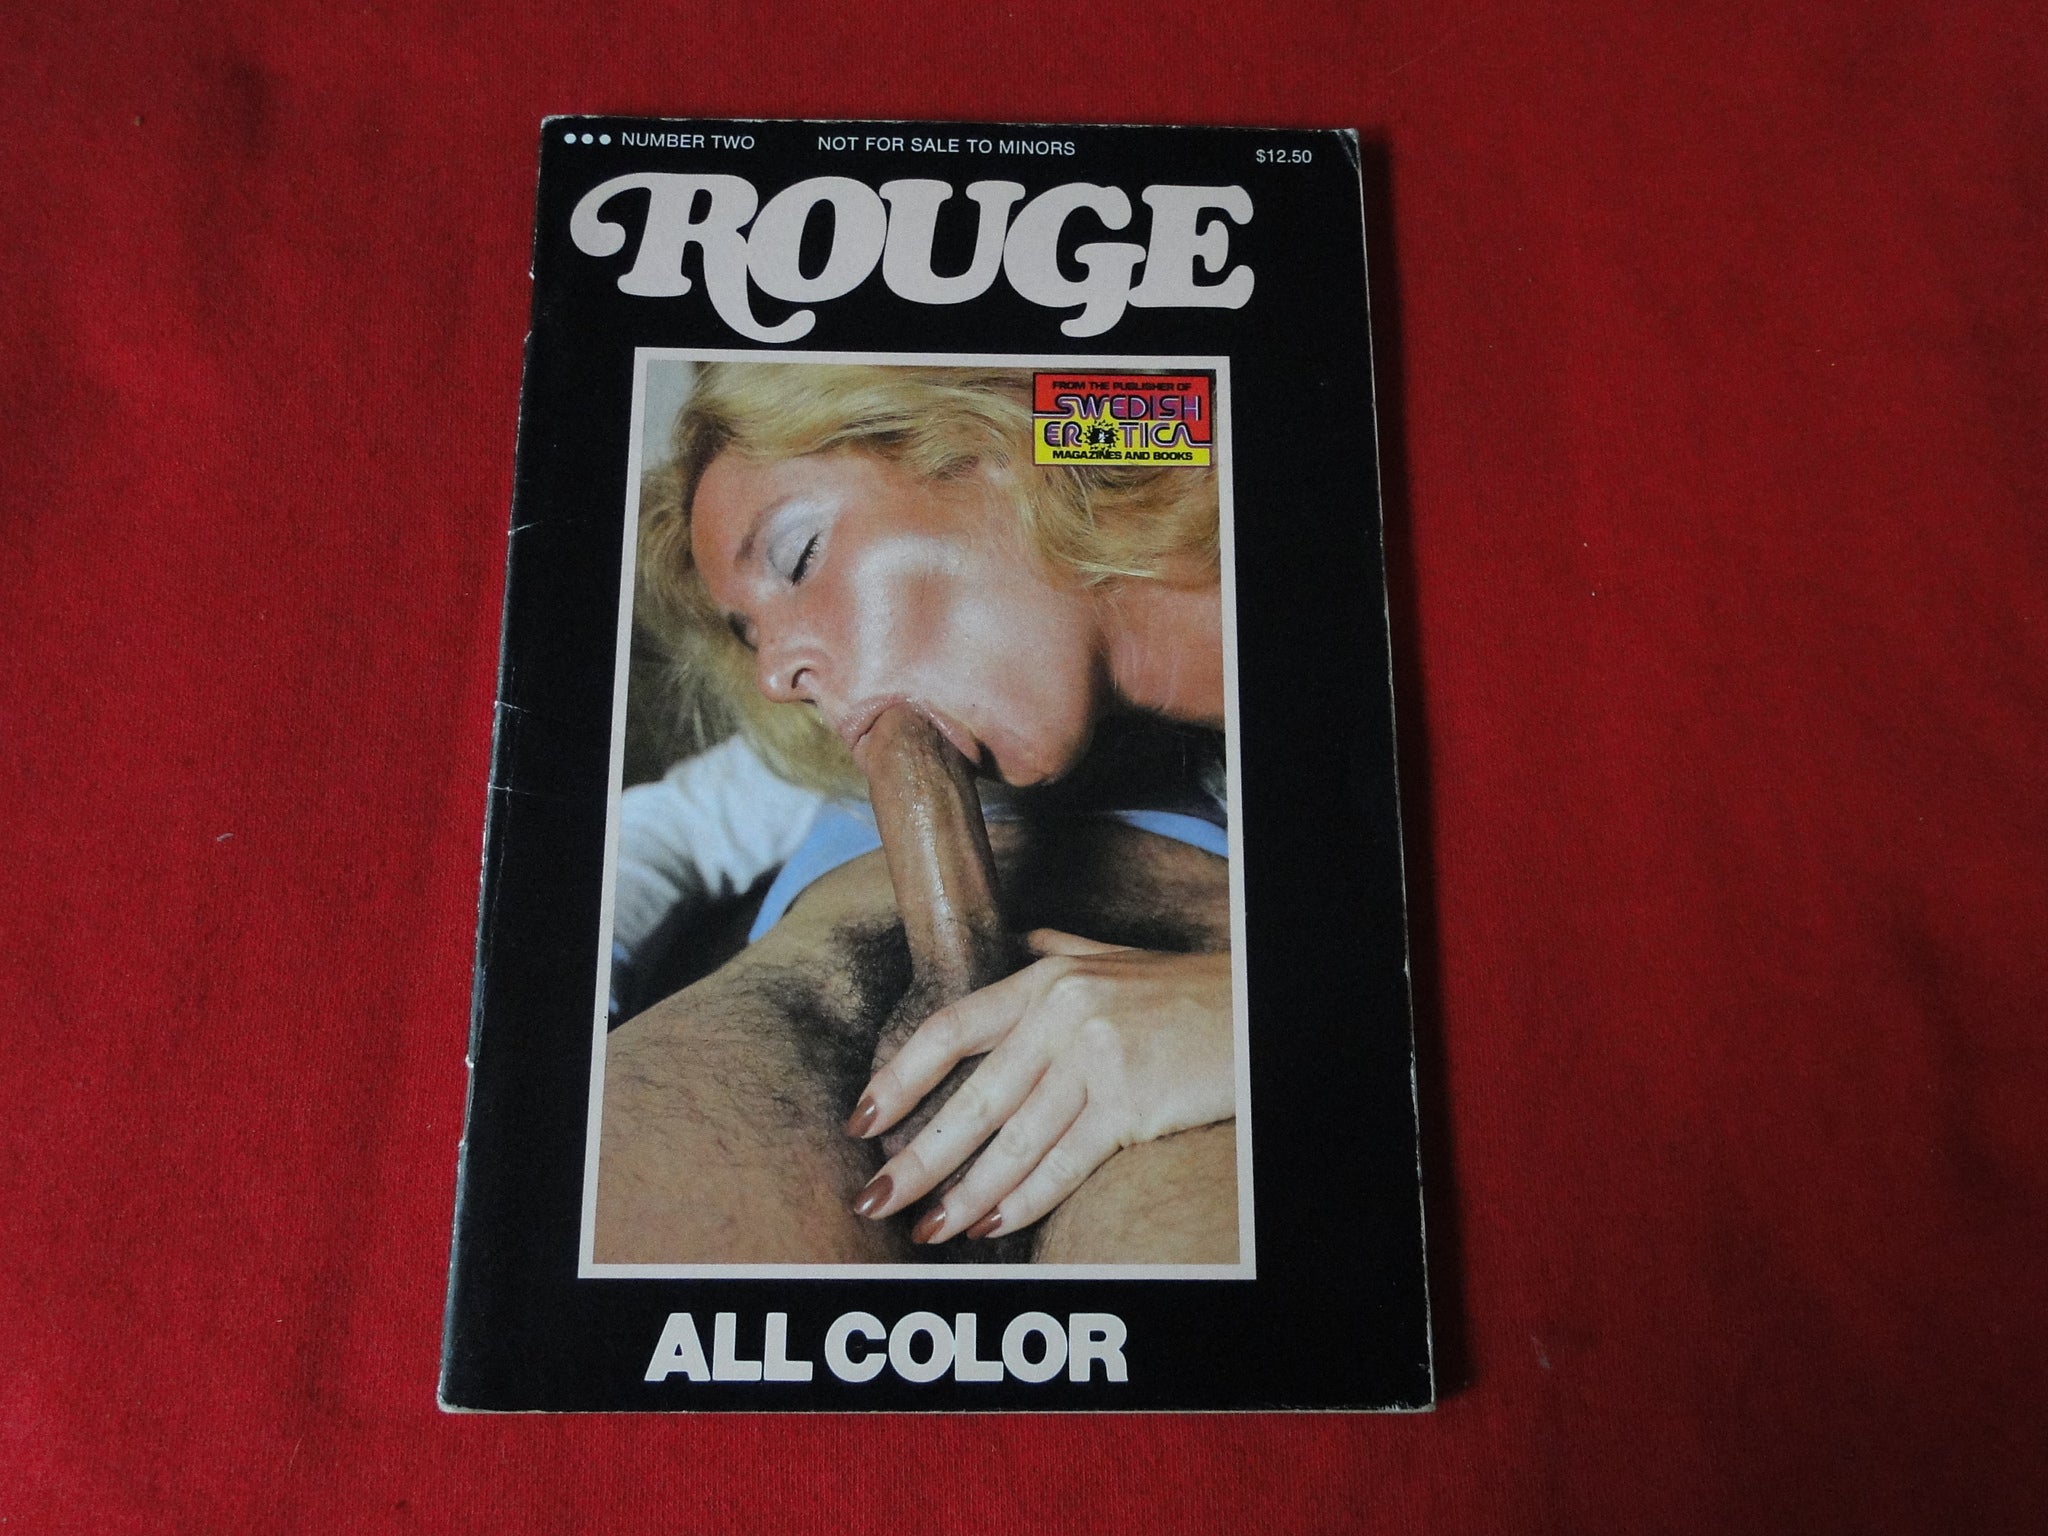 ●●● NUMBER TWO NOT FOR SALE TO MINORS $12.50
ROUGE
FROM THE PUBLISHER OF
SWEDISH
EROTICA
MAGAZINES AND BOOKS
ALL COLOR